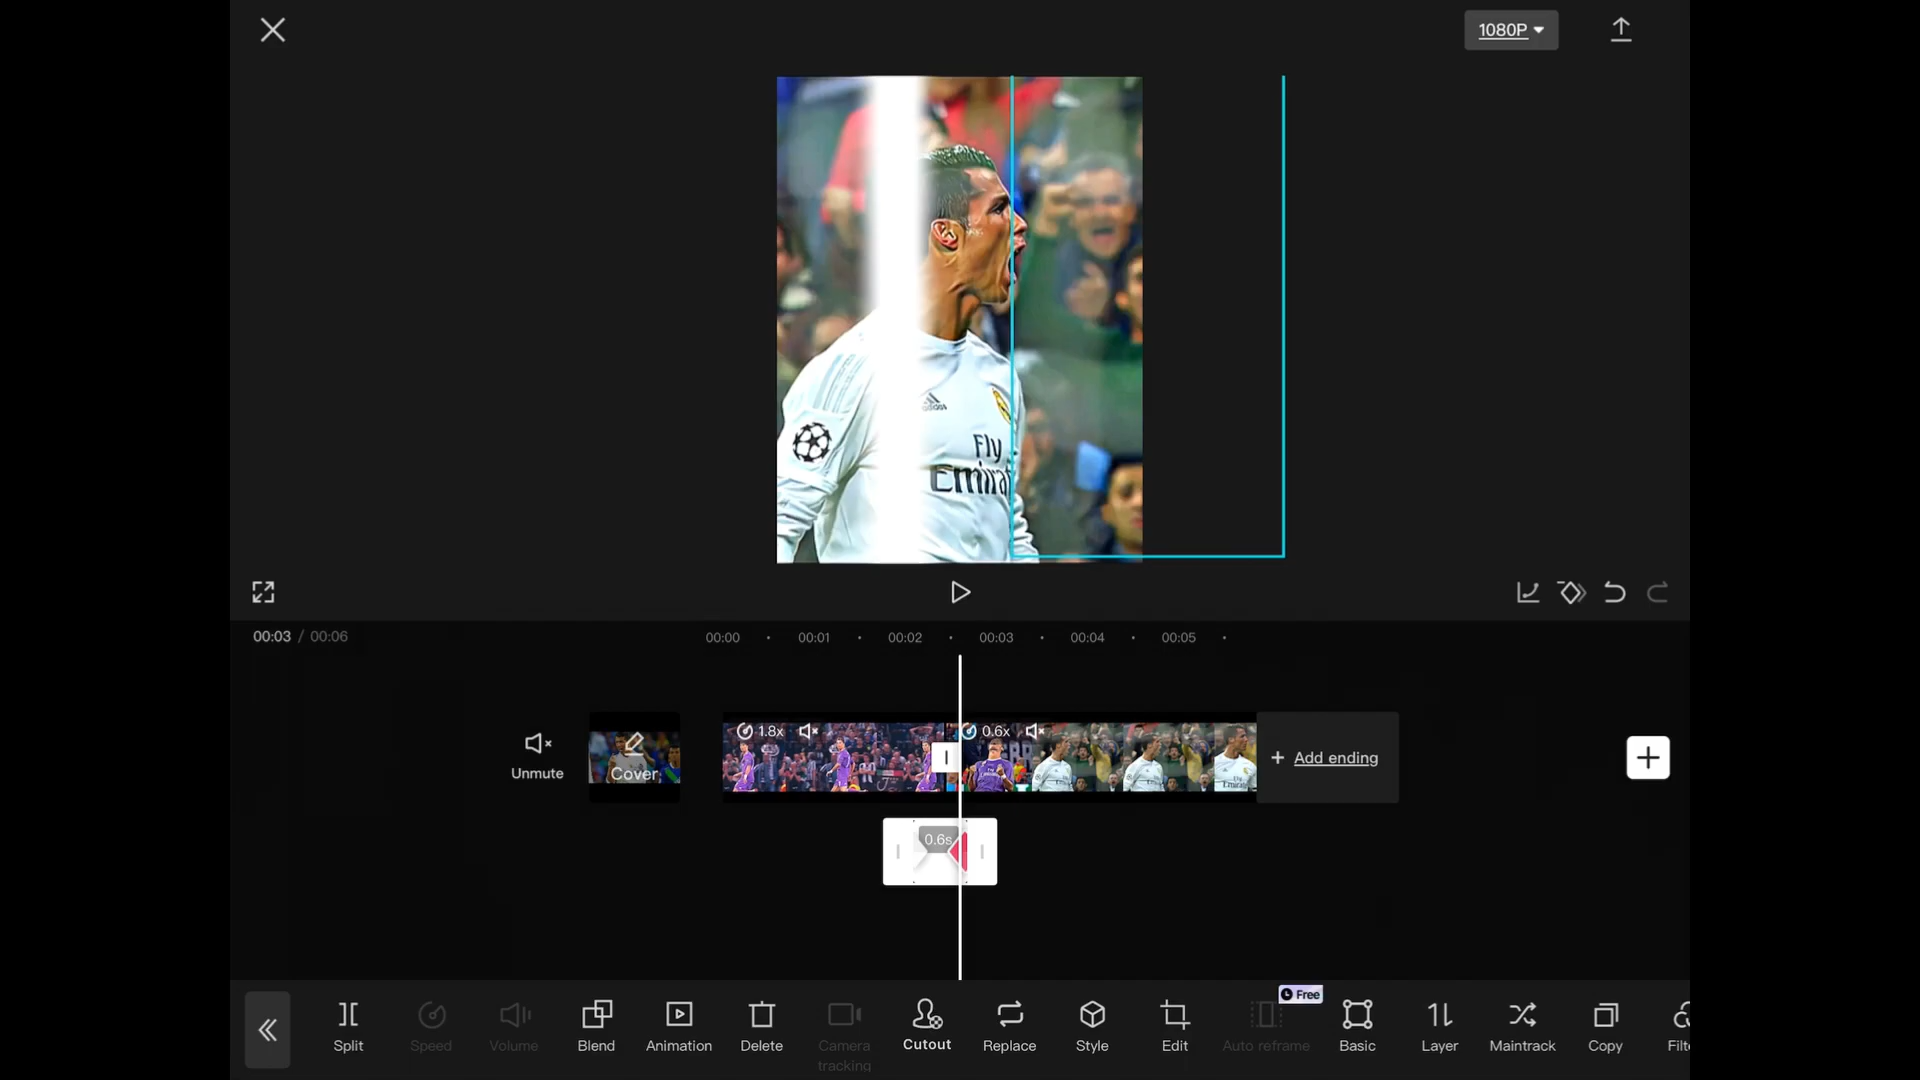 1080P
Fly
Emirat
00:03 / 00:06
00:00
00:01
00:02
00:03
00:04
00:05
Unmute
Cover
1.8x
0.6x
+ Add ending
0.6s
Free
Split
Speed
Volume
Blend
Animation
Delete
Camera
tracking
Cutout
Replace
Style
Edit
Auto reframe
Basic
Layer
Maintrack
Copy
Filt